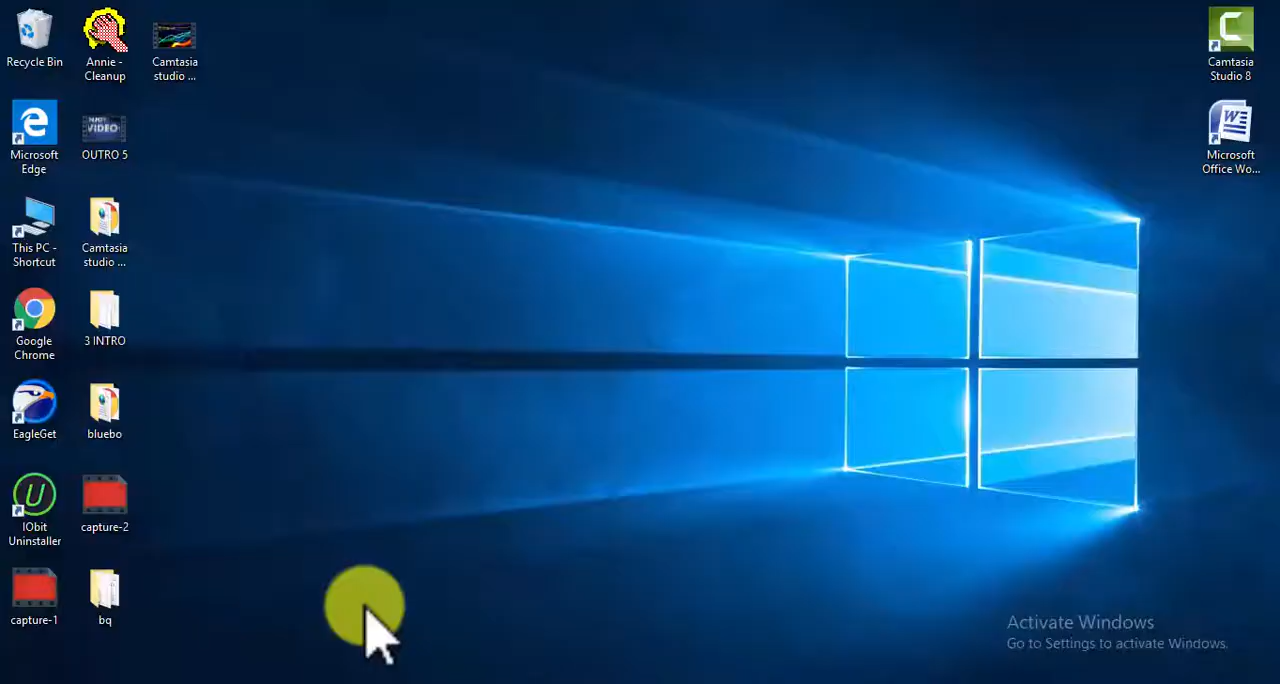 Recycle Bin
Annie -
Cleanup
Camtasia
studio ...
Microsoft
Edge
VIDEO
OUTRO 5
This PC -
Shortcut
Camtasia
studio ...
Google
Chrome
3 INTRO
EagleGet
bluebo
IObit
Uninstaller
capture-2
capture-1
bq
Camtasia
Studio 8
Microsoft
Office Wo...
Activate Windows
Go to Settings to activate Windows.